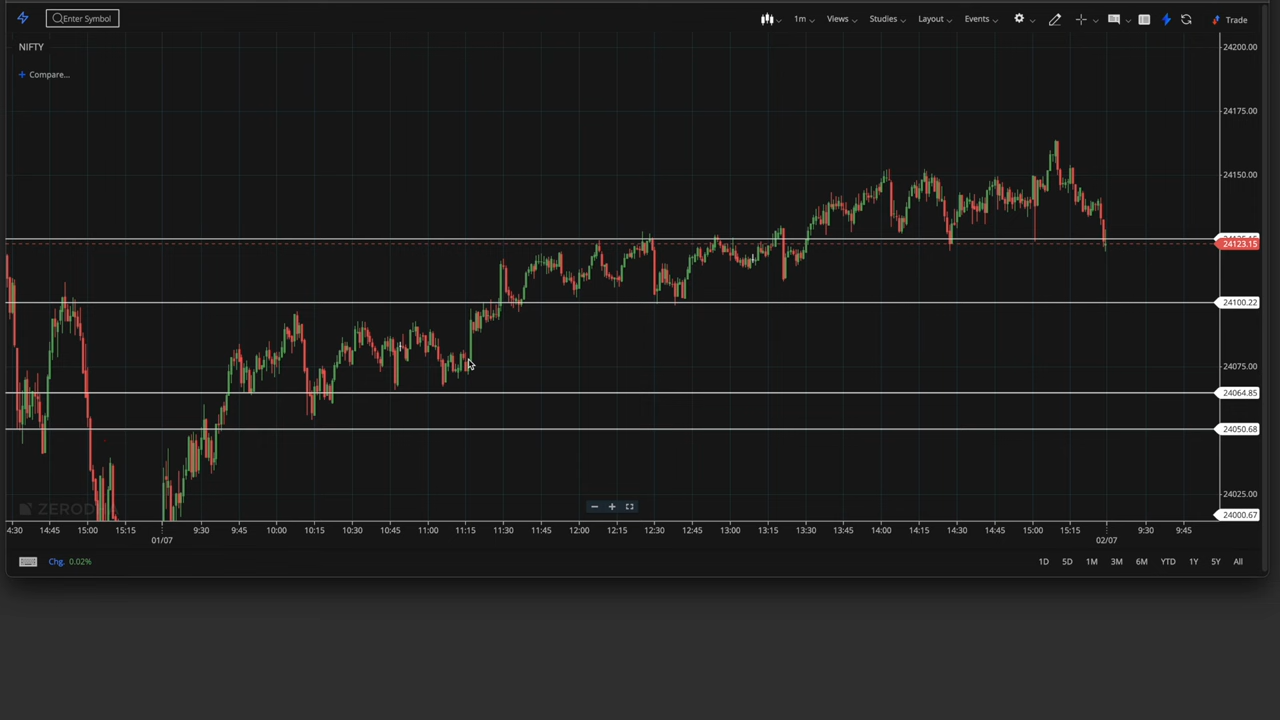 Enter Symbol 1m Views Studies Layout Events Trade
NIFTY
+ Compare...
24200.00
24175.00
24150.00
24123.15
24100.22
24075.00
24064.85
24050.68
24025.00
24000.67
14:45 15:00 15:15 9:30 9:45 10:00 10:15 10:30 10:45 11:00 11:15 11:30 11:45 12:00 12:15 12:30 12:45 13:00 13:15 13:30 13:45 14:00 14:15 14:30 14:45 15:00 15:15 9:30 9:45
01/07 02/07
Chg. 0.02% 1D 5D 1M 3M 6M YTD 1Y 5Y All